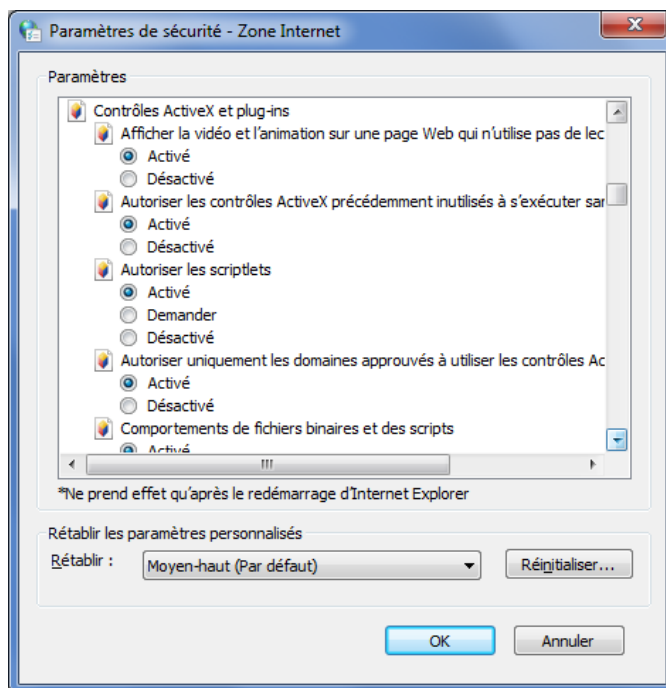 Paramètres de sécurité - Zone Internet
Paramètres
Contrôles ActiveX et plug-ins
Afficher la vidéo et l'animation sur une page Web qui n'utilise pas de lec
Activé
Désactivé
Autoriser les contrôles ActiveX précédemment inutilisés à s'exécuter sar
Activé
Désactivé
Autoriser les scriptlets
Activé
Demander
Désactivé
Autoriser uniquement les domaines approuvés à utiliser les contrôles Ac
Activé
Désactivé
Comportements de fichiers binaires et des scripts
Activé
*Ne prend effet qu'après le redémarrage d'Internet Explorer
Rétablir les paramètres personnalisés
Rétablir : Moyen-haut (Par défaut) Réinitialiser...
OK Annuler